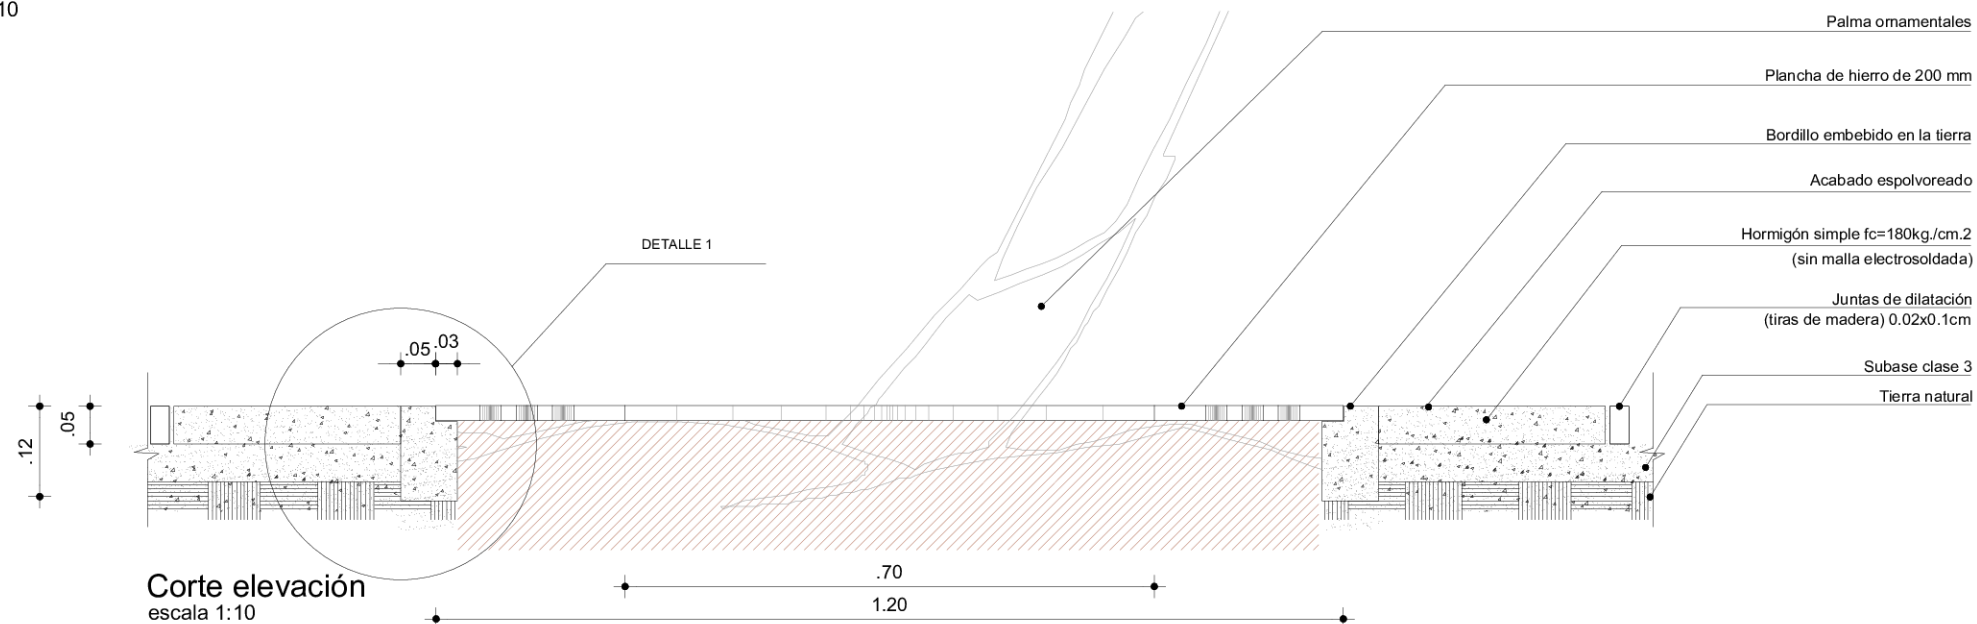 10
Palma ornamentales
Plancha de hierro de 200 mm
Bordillo embebido en la tierra
Acabado espolvoreado
Hormigón simple fc=180kg./cm.2
(sin malla electrosoldada)
DETALLE 1
Juntas de dilatación
(tiras de madera) 0.02x0.1cm
.05 .03
Subase clase 3
Tierra natural
.05
.12
.70
Corte elevación
1.20
escala 1:10